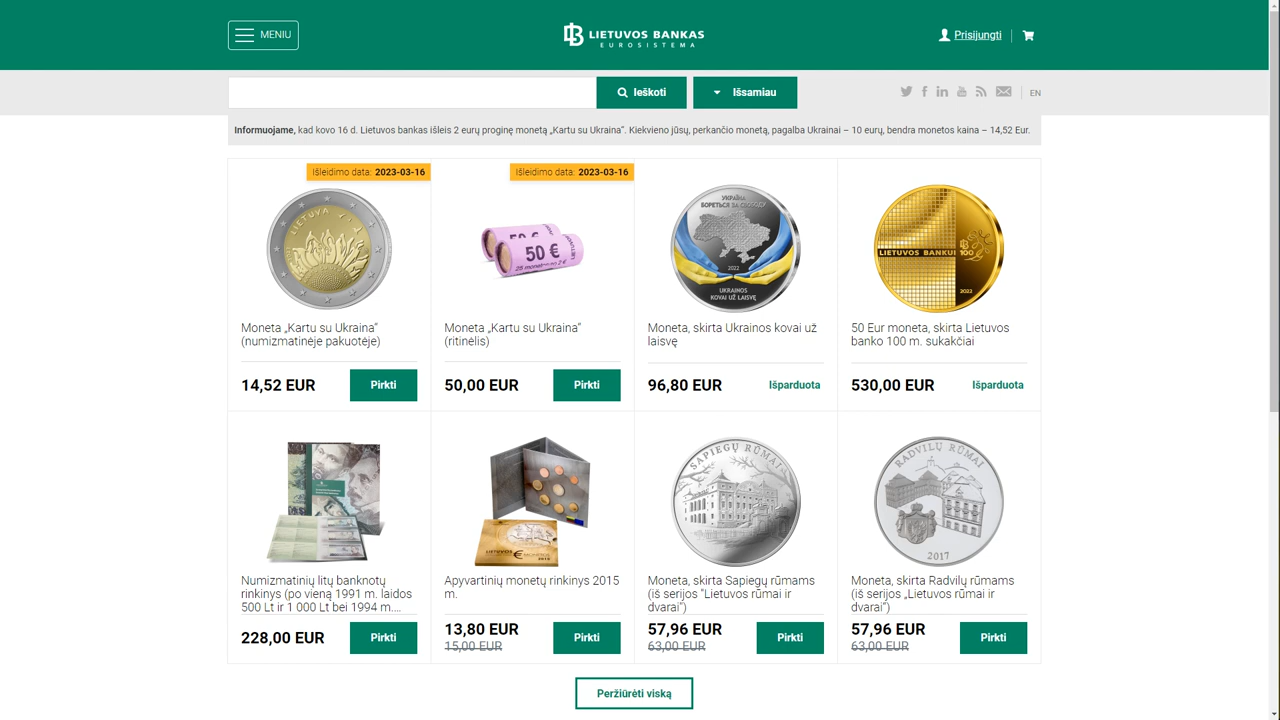 MENIU
LIETUVOS BANKAS
EUROSISTEMA
Prisijungti
Ieškoti
Išsamiau
EN
Informuojame, kad kovo 16 d. Lietuvos bankas išleis 2 eurų proginę monetą „Kartu su Ukraina“. Kiekvieno jūsų, perkančio monetą, pagalba Ukrainai – 10 eurų, bendra monetos kaina – 14,52 Eur.
Išleidimo data: 2023-03-16
Išleidimo data: 2023-03-16
LIETUVA
50 €
50 €
УКРАЇНА
БОРЕТЬСЯ ЗА СВОБОДУ
2022
UKRAINOS
KOVAI UŽ LAISVĘ
LIETUVOS BANKUI
100
2022
Moneta „Kartu su Ukraina“
(numizmatinėje pakuotėje)
Moneta „Kartu su Ukraina“
(ritinėlis)
Moneta, skirta Ukrainos kovai už
laisvę
50 Eur moneta, skirta Lietuvos
banko 100 m. sukakčiai
14,52 EUR
Pirkti
50,00 EUR
Pirkti
96,80 EUR
Išparduota
530,00 EUR
Išparduota
LIETUVOS € MONETOS
2015
SAPIEGŲ RŪMAI
RADVILŲ RŪMAI
2017
Numizmatinių litų banknotų
rinkinys (po vieną 1991 m. laidos
500 Lt ir 1 000 Lt bei 1994 m....
Apyvartinių monetų rinkinys 2015
m.
Moneta, skirta Sapiegų rūmams
(iš serijos "Lietuvos rūmai ir
dvarai")
Moneta, skirta Radvilų rūmams
(iš serijos „Lietuvos rūmai ir
dvarai“)
228,00 EUR
Pirkti
13,80 EUR
15,00 EUR
Pirkti
57,96 EUR
63,00 EUR
Pirkti
57,96 EUR
63,00 EUR
Pirkti
Peržiūrėti viską